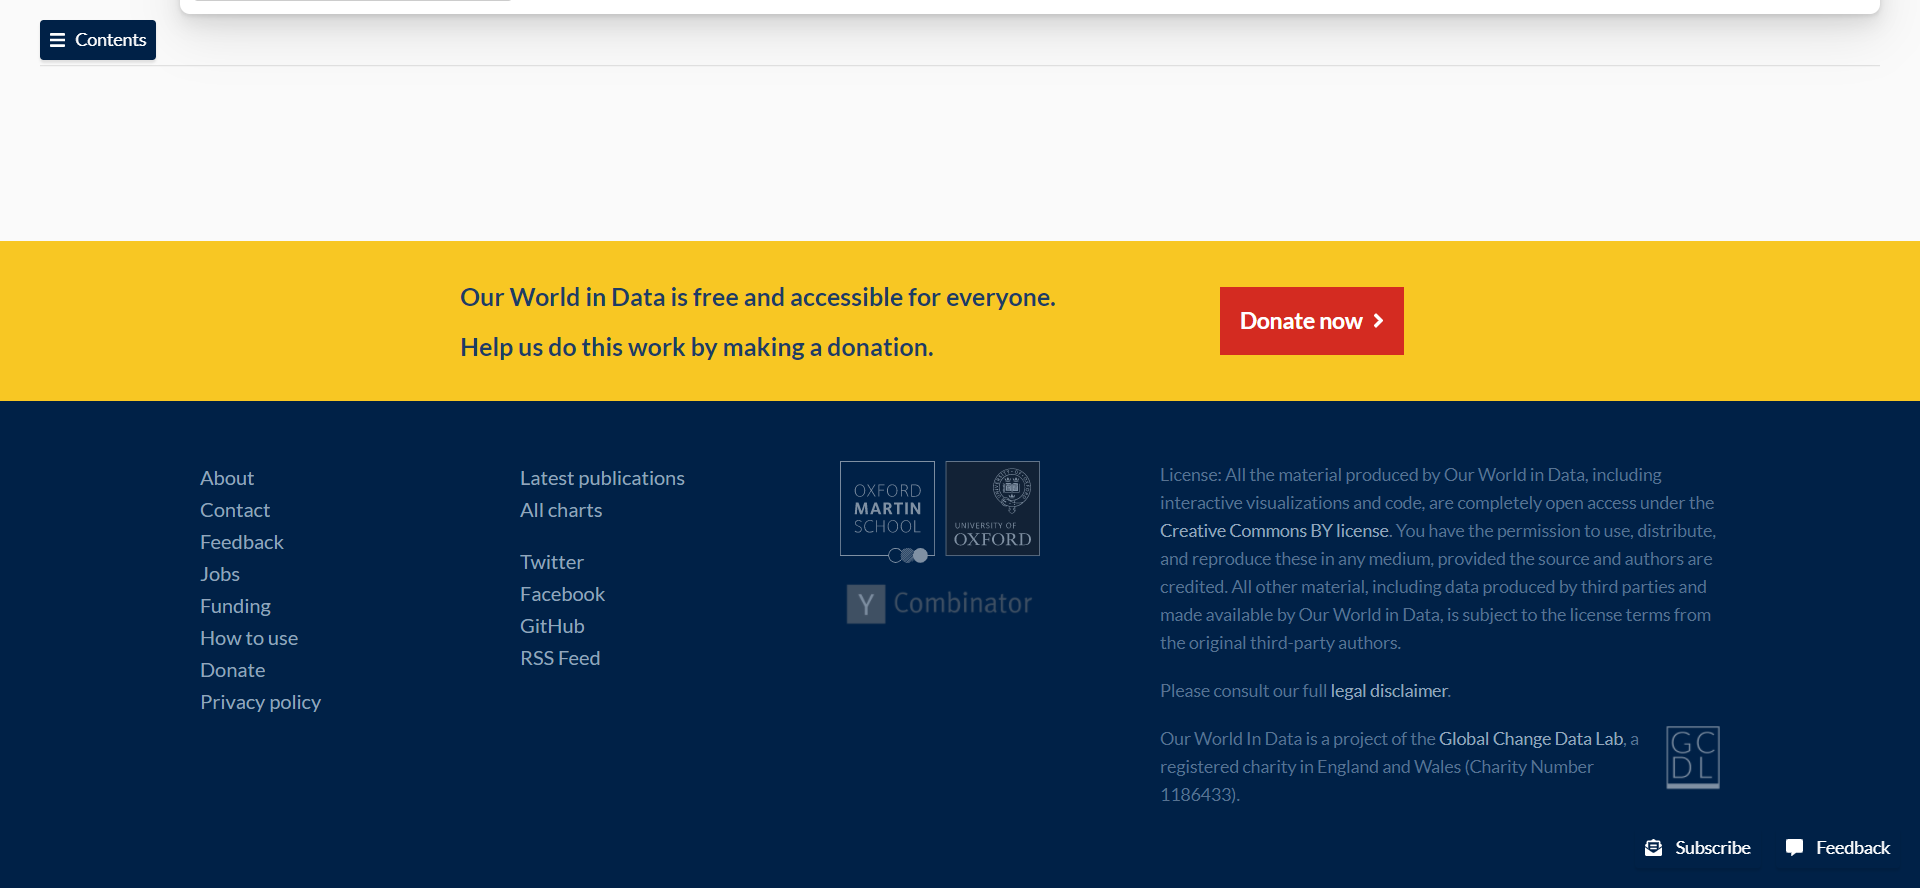 Contents
Our World in Data is free and accessible for everyone.
Help us do this work by making a donation.
Donate now
About
Contact
Feedback
Jobs
Funding
How to use
Donate
Privacy policy
Latest publications
All charts
Twitter
Facebook
GitHub
RSS Feed
OXFORD
MARTIN
SCHOOL
UNIVERSITY OF
OXFORD
Y Combinator
License: All the material produced by Our World in Data, including
interactive visualizations and code, are completely open access under the
Creative Commons BY license. You have the permission to use, distribute,
and reproduce these in any medium, provided the source and authors are
credited. All other material, including data produced by third parties and
made available by Our World in Data, is subject to the license terms from
the original third-party authors.
Please consult our full legal disclaimer.
Our World In Data is a project of the Global Change Data Lab, a
registered charity in England and Wales (Charity Number
1186433).
GC
DL
Subscribe
Feedback